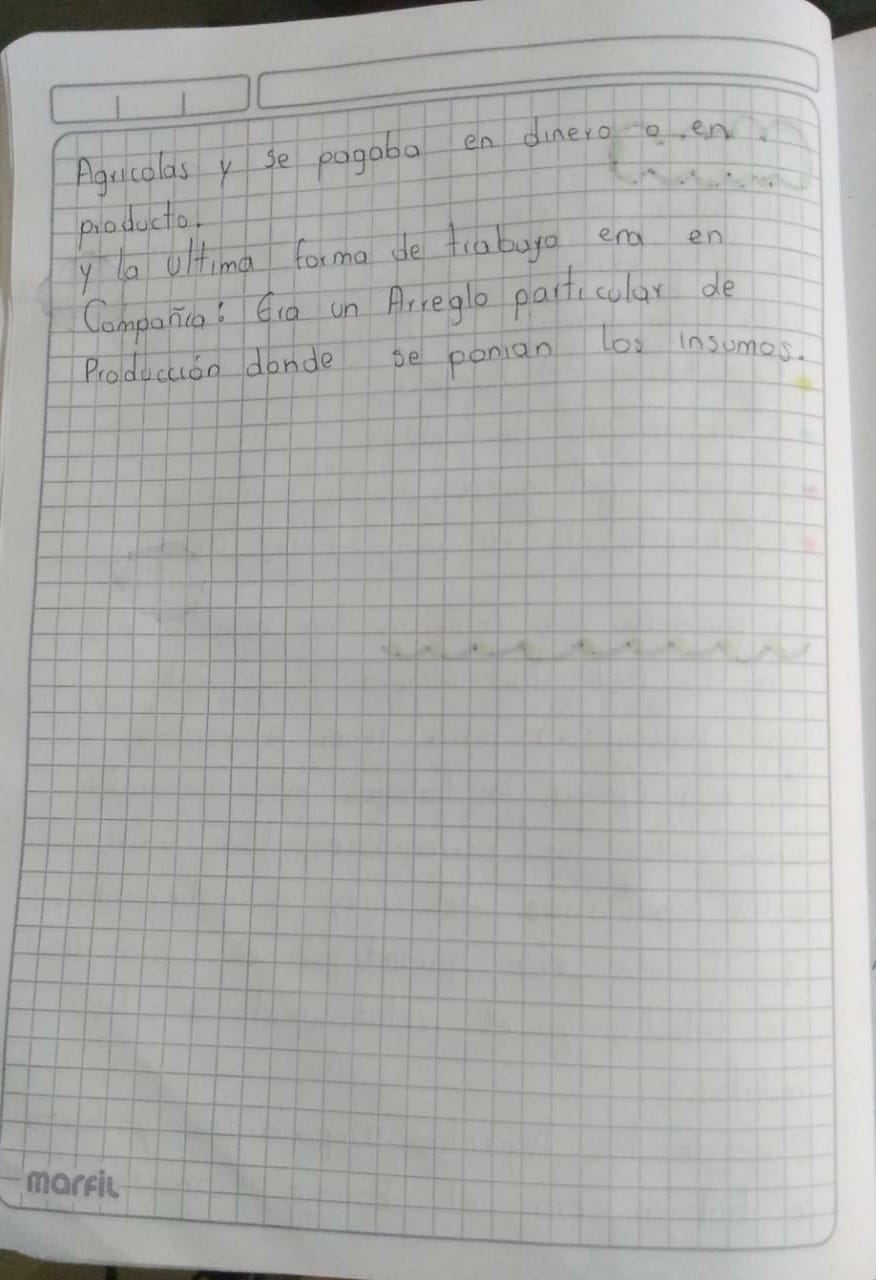 Agricolas y se pagaba en dinero o en
producto.
y la ultima forma de trabayo era en
Compañia: Era un Arreglo particular de
Producción donde se ponian los insumos.
marfil